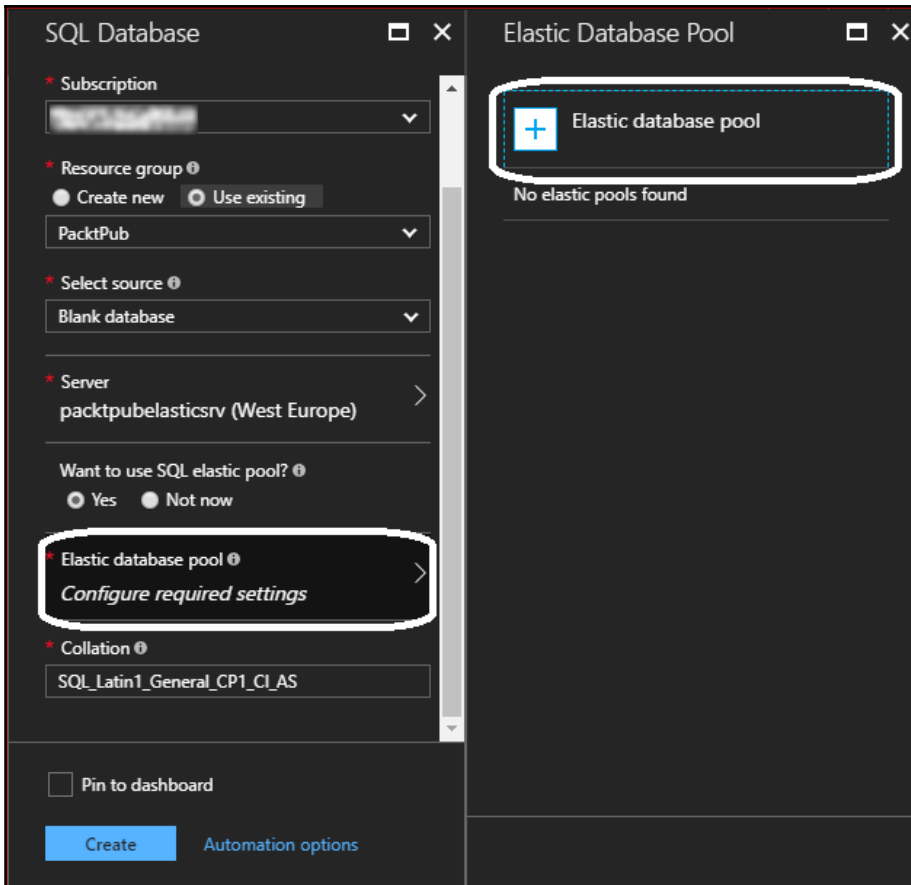 SQL Database
* Subscription
* Resource group
Create new Use existing
PacktPub
* Select source
Blank database
* Server
packtpubelasticsrv (West Europe)
Want to use SQL elastic pool?
Yes Not now
* Elastic database pool
Configure required settings
* Collation
SQL_Latin1_General_CP1_CI_AS
Pin to dashboard
Create Automation options
Elastic Database Pool
Elastic database pool
No elastic pools found